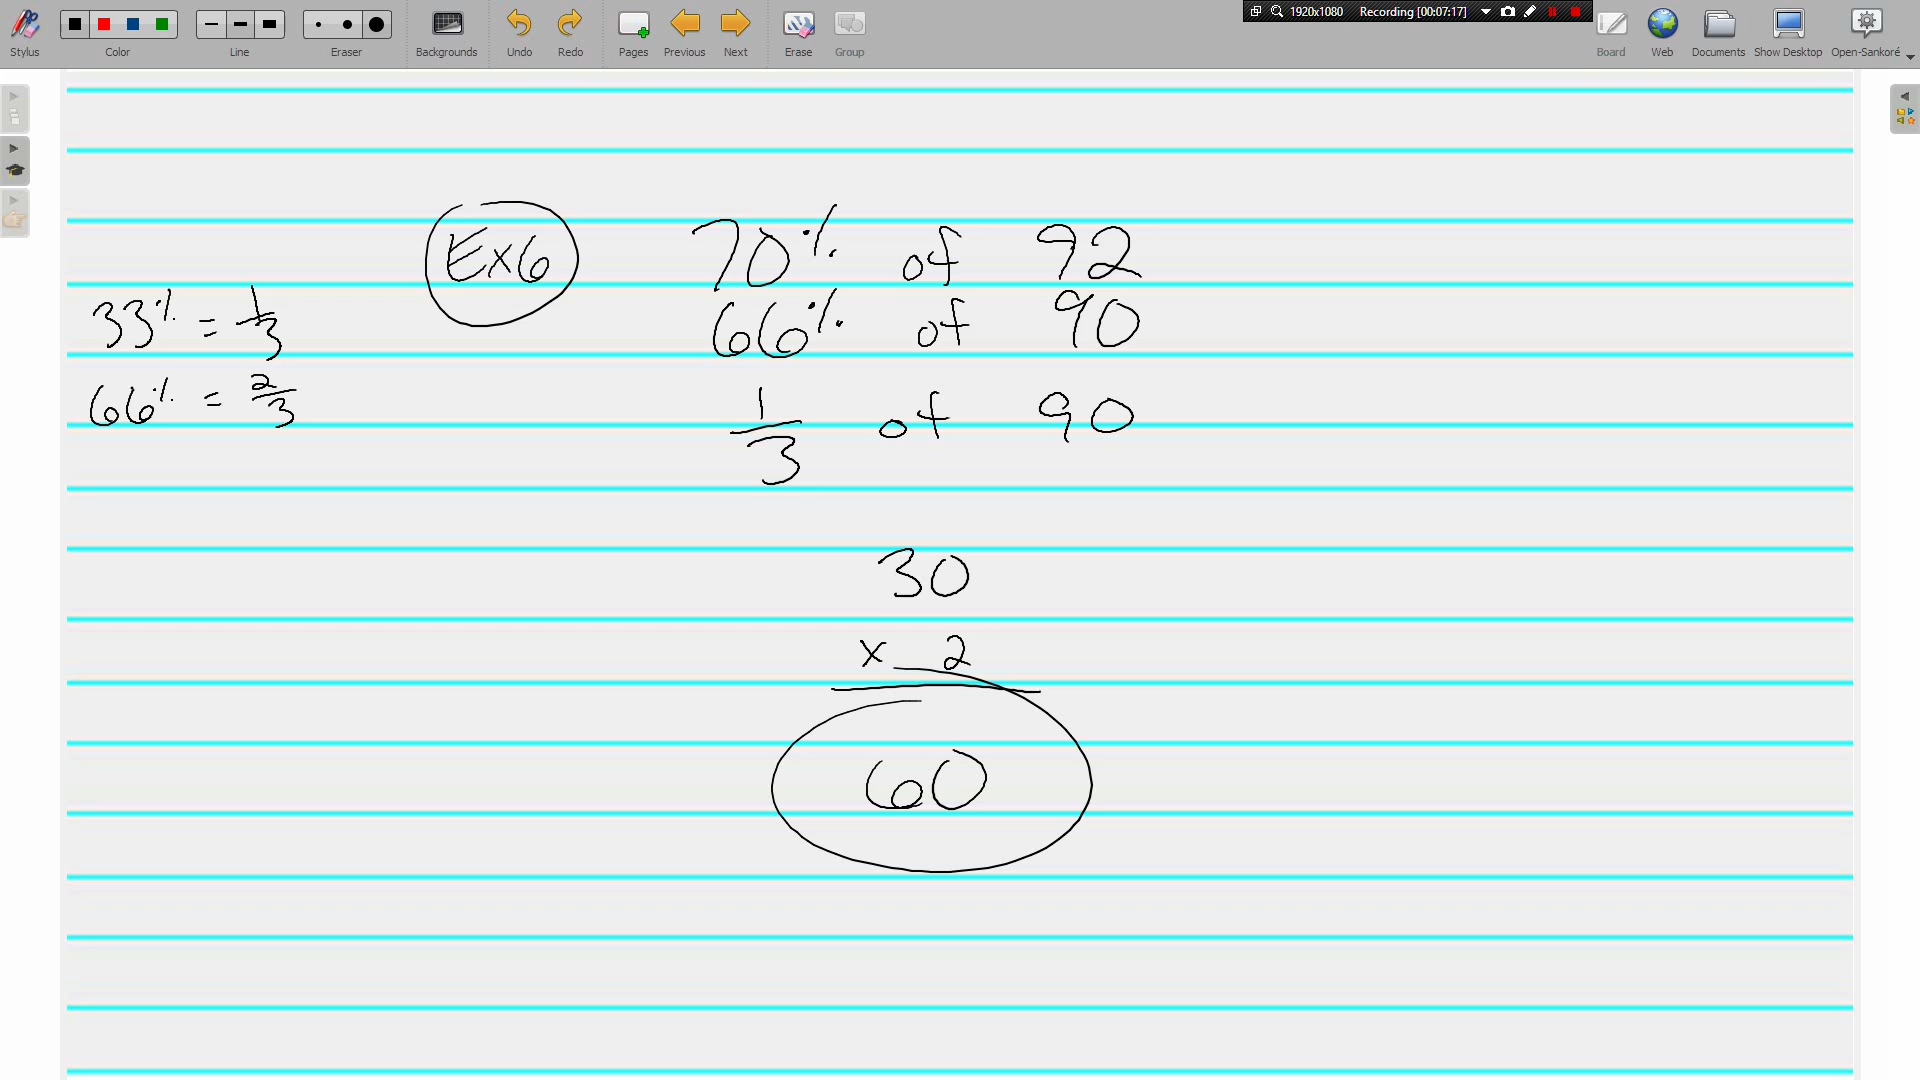 1920x1080 Recording [00:07:17]
Stylus Color Line Eraser Backgrounds Undo Redo Pages Previous Next Erase Group Board Web Documents Show Desktop Open-Sankoré
Ex6 70% of 92
33% = 1/3 66% of 90
66% = 2/3 1/3 of 90
30
x 2
60